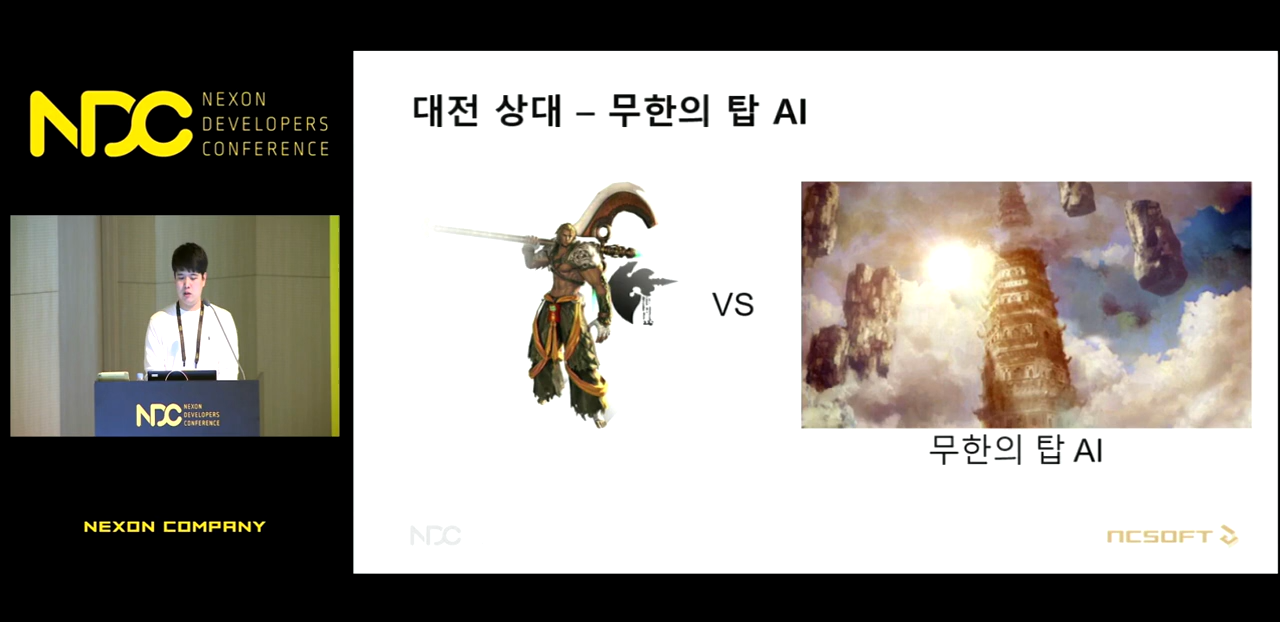 NDC
NEXON
DEVELOPERS
CONFERENCE
대전 상대 – 무한의 탑 AI
VS
무한의 탑 AI
NDC
NEXON
DEVELOPERS
CONFERENCE
NEXON COMPANY
NDC
NCSOFT